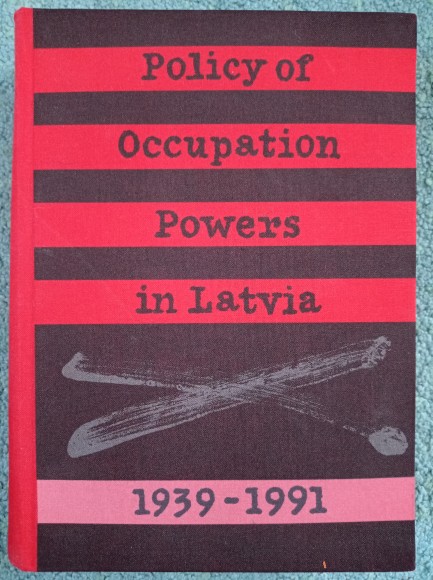 Policy of
Occupation
Powers
in Latvia
1939-1991